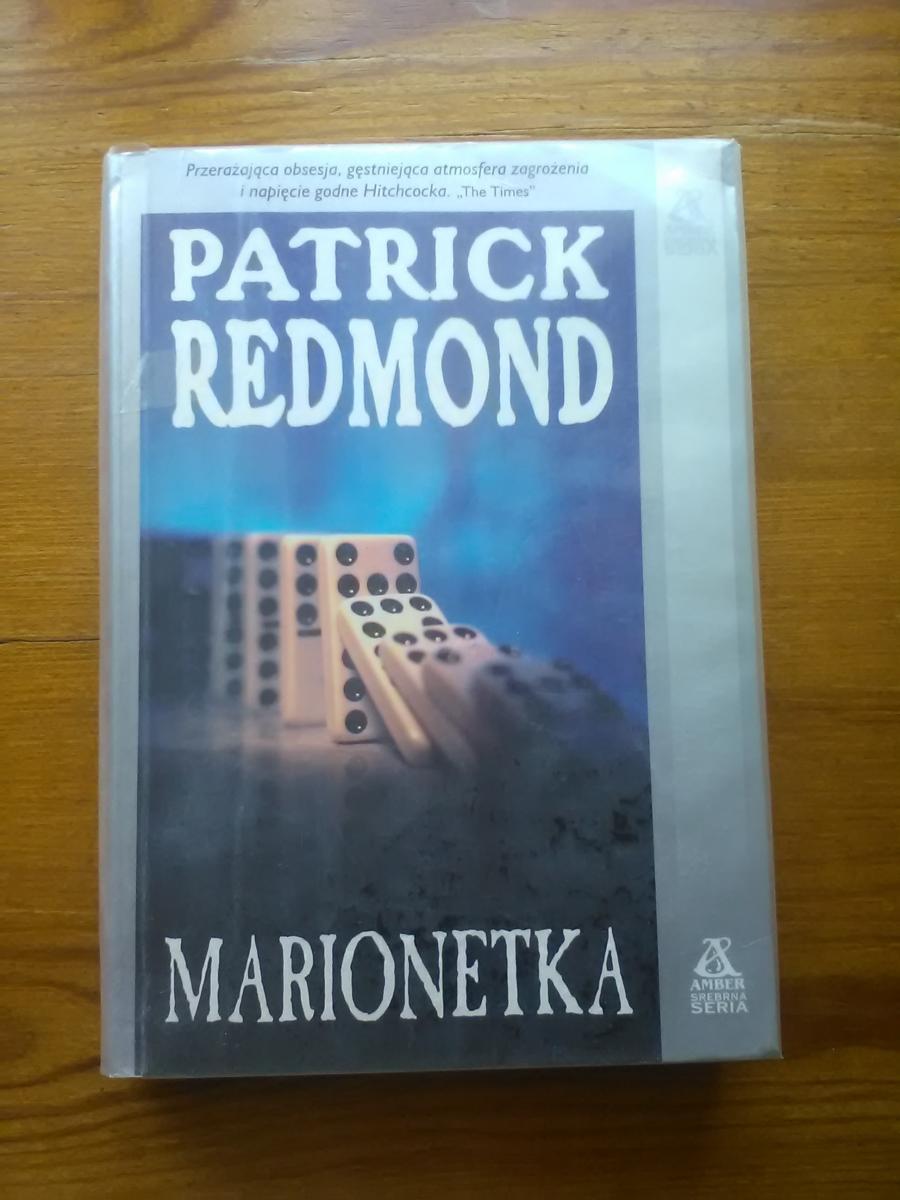 Przerażająca obsesja, gęstniejąca atmosfera zagrożenia
i napięcie godne Hitchcocka. „The Times”
PATRICK
REDMOND
MARIONETKA
AMBER
SREBRNA
SERIA